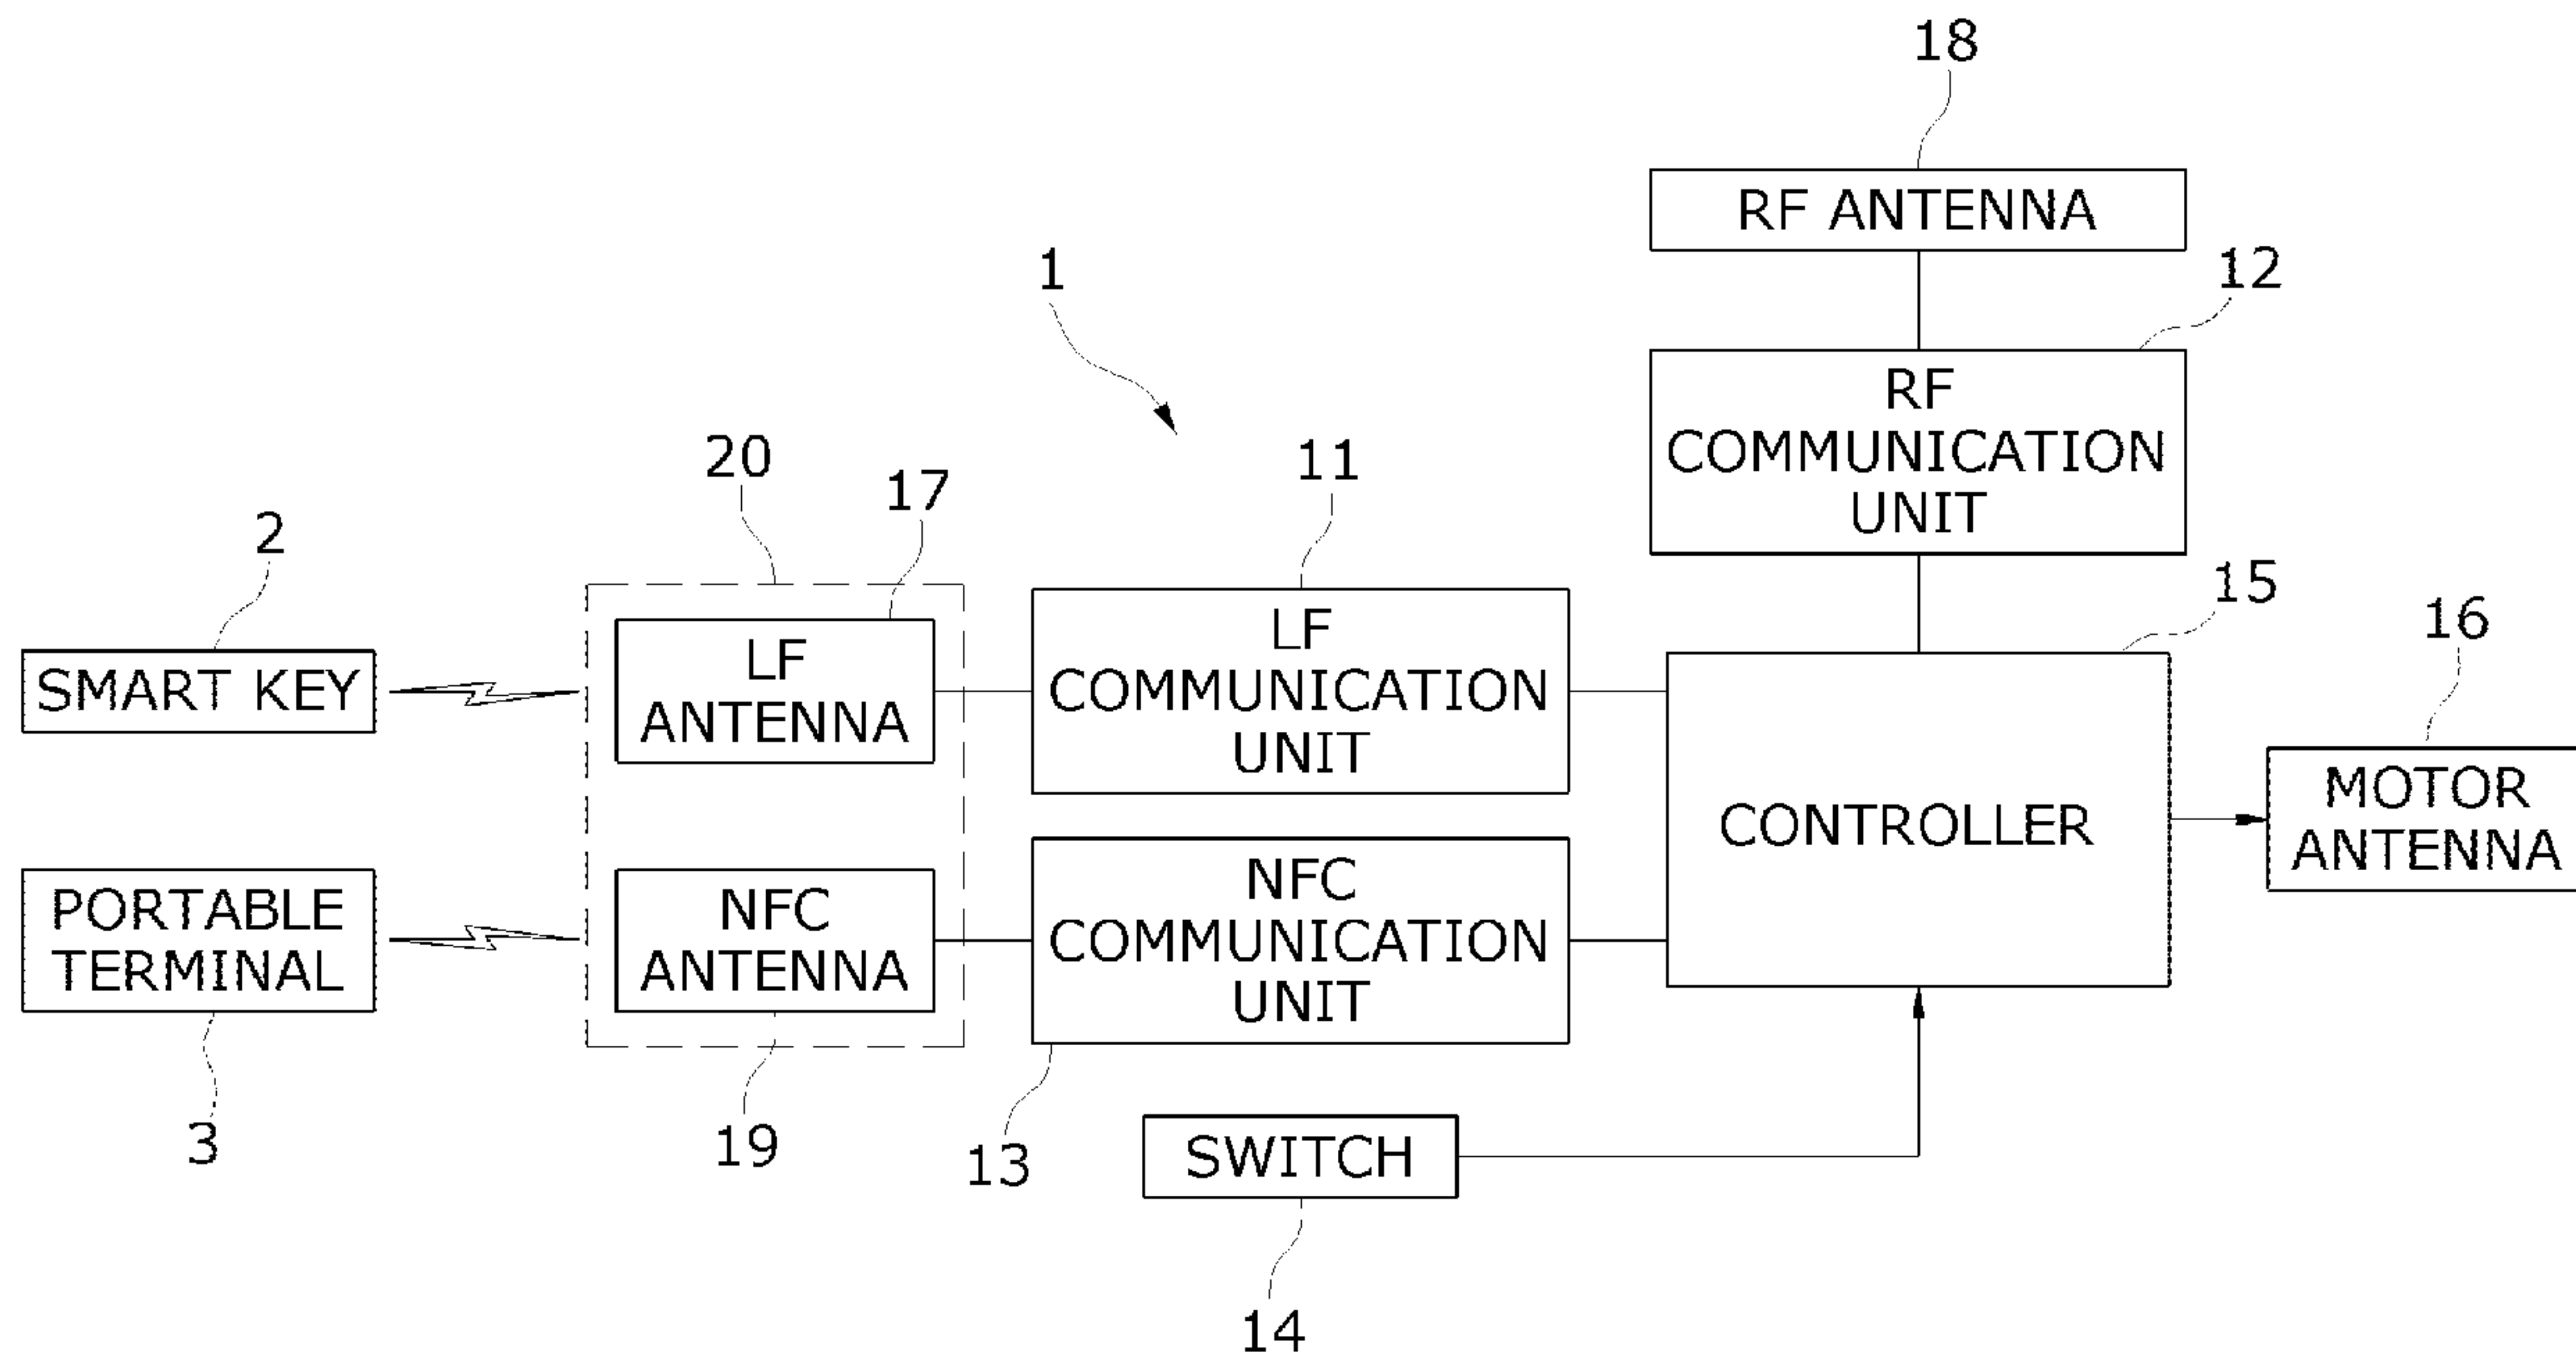 18
RF ANTENNA
1
12
RF
COMMUNICATION
UNIT
20
17
11
2
15
16
SMART KEY
LF
ANTENNA
LF
COMMUNICATION
UNIT
CONTROLLER
MOTOR
ANTENNA
PORTABLE
TERMINAL
NFC
ANTENNA
NFC
COMMUNICATION
UNIT
3
19
13
SWITCH
14